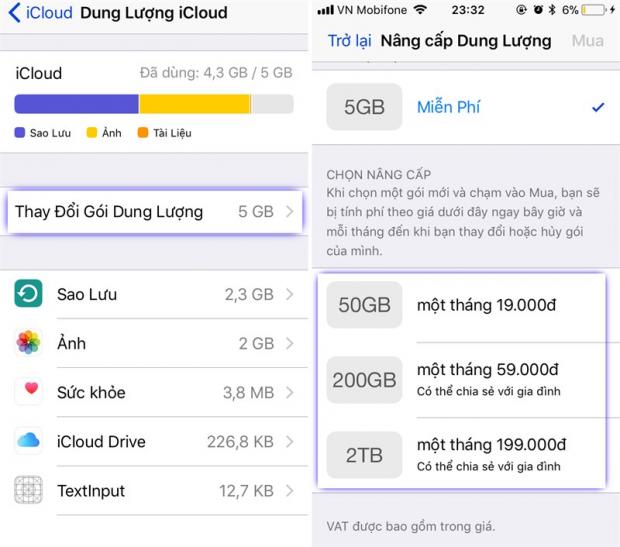 iCloud Dung Lượng iCloud
iCloud Đã dùng: 4,3 GB / 5 GB
Sao Lưu Ảnh Tài Liệu
Thay Đổi Gói Dung Lượng 5 GB
Sao Lưu 2,3 GB
Ảnh 2 GB
Sức khỏe 3,8 MB
iCloud Drive 226,8 KB
TextInput 12,7 KB
VN Mobifone 23:32 6%
Trở lại Nâng cấp Dung Lượng Mua
5GB Miễn Phí
CHỌN NÂNG CẤP
Khi chọn một gói mới và chạm vào Mua, bạn sẽ
bị tính phí theo giá dưới đây ngay bây giờ và
mỗi tháng đến khi bạn thay đổi hoặc hủy gói
của mình.
50GB một tháng 19.000đ
200GB một tháng 59.000đ
Có thể chia sẻ với gia đình
2TB một tháng 199.000đ
Có thể chia sẻ với gia đình
VAT được bao gồm trong giá.